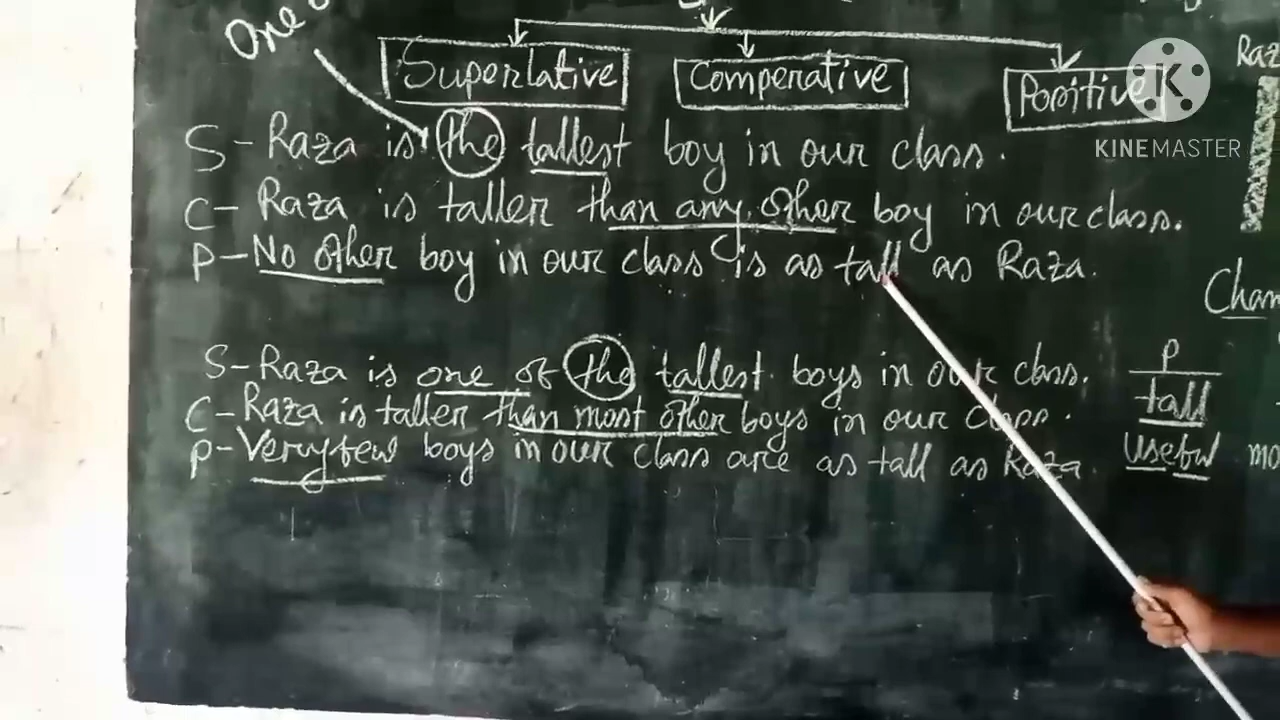 One
Superlative Comperative Positive
Raz
KINEMASTER
S - Raza is the tallest boy in our class.
C - Raza is taller than any other boy in our class.
P - No other boy in our class is as tall as Raza.
Chan
S - Raza is one of the tallest boys in our class.
C - Raza is taller than most other boys in our class.
P - Very few boys in our class are as tall as Raza.
P
tall
useful mo